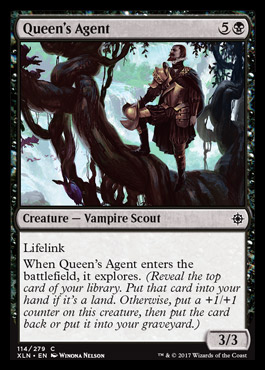 Queen's Agent 5
Creature — Vampire Scout
Lifelink
When Queen's Agent enters the
battlefield, it explores. (Reveal the top
card of your library. Put that card into your
hand if it's a land. Otherwise, put a +1/+1
counter on this creature, then put the card
back or put it into your graveyard.)
3/3
114/279 C
XLN • EN WINONA NELSON ™ & © 2017 Wizards of the Coast